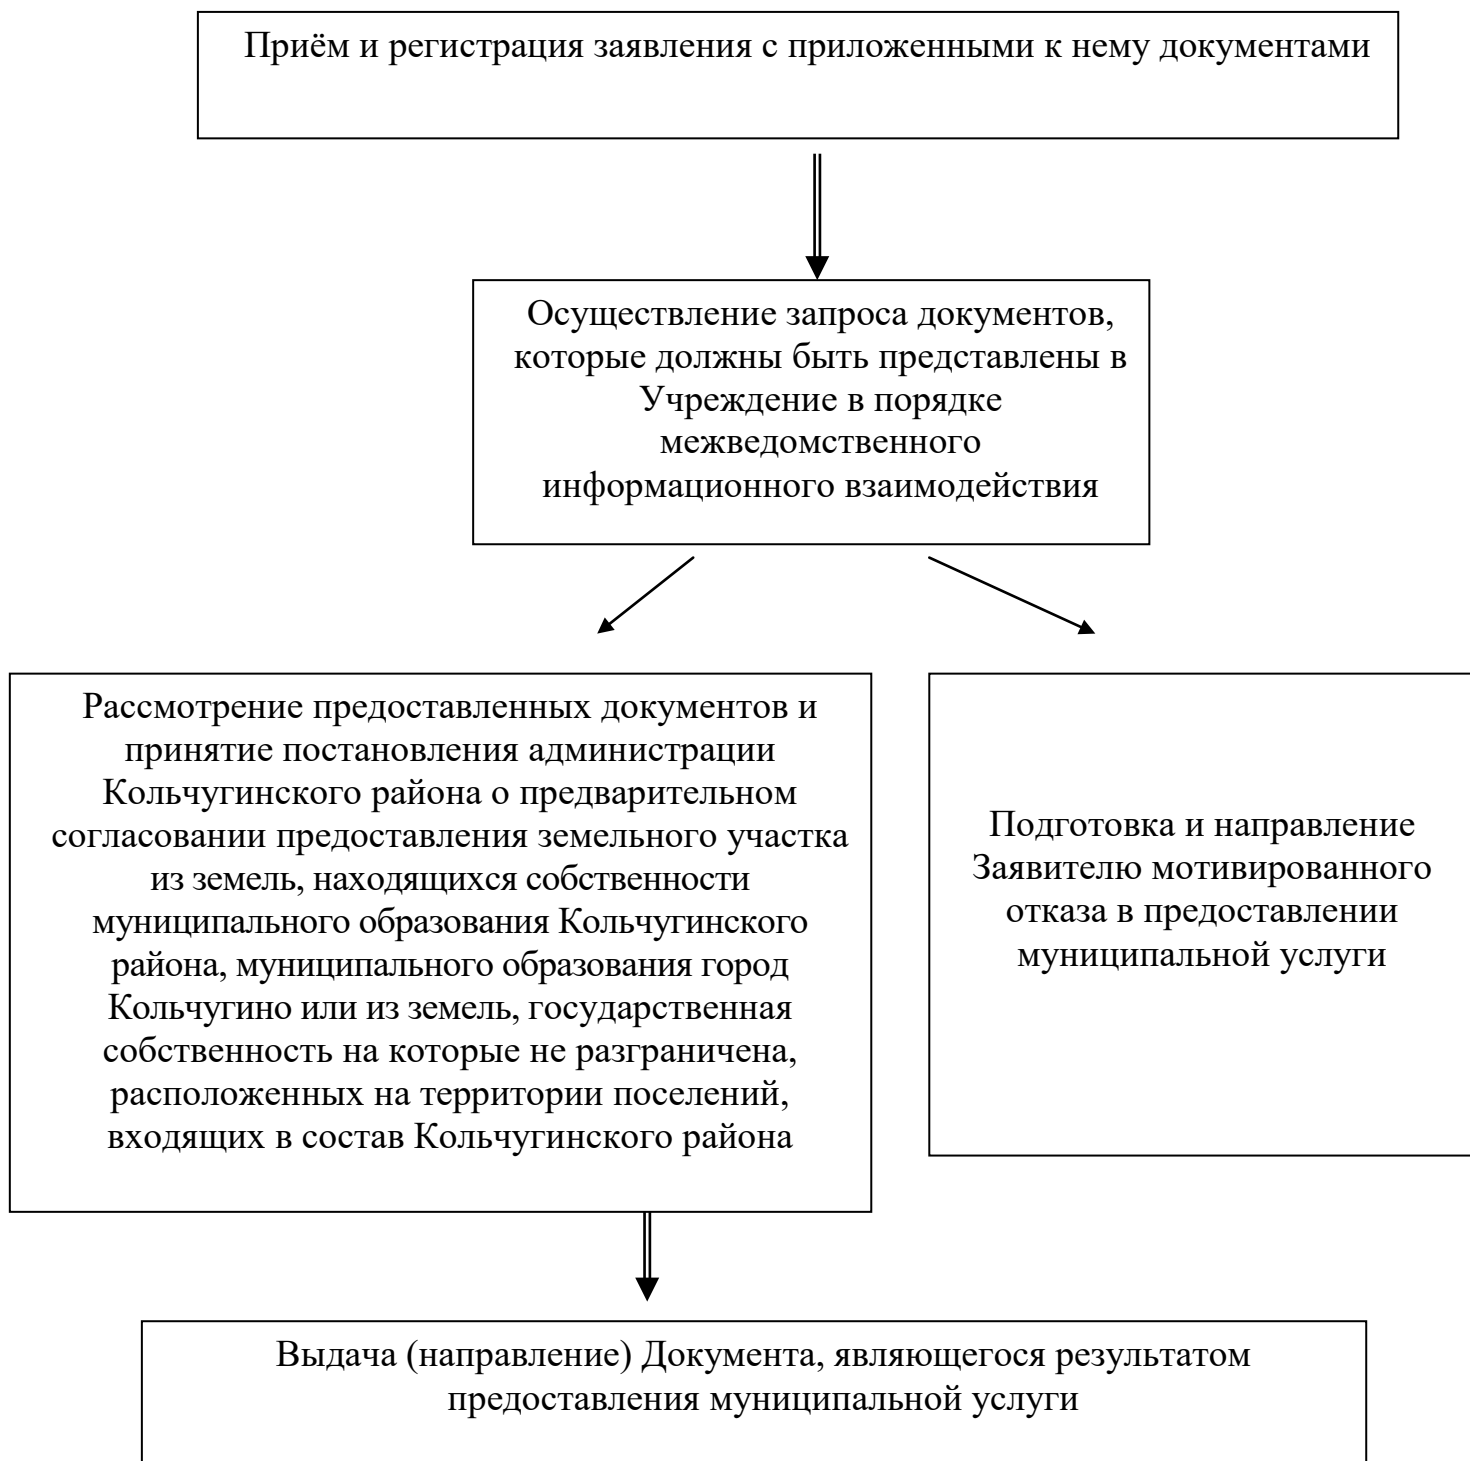 Приём и регистрация заявления с приложенными к нему документами
Осуществление запроса документов,
которые должны быть представлены в
Учреждение в порядке
межведомственного
информационного взаимодействия
Рассмотрение предоставленных документов и
принятие постановления администрации
Кольчугинского района о предварительном
согласовании предоставления земельного участка
из земель, находящихся собственности
муниципального образования Кольчугинского
района, муниципального образования город
Кольчугино или из земель, государственная
собственность на которые не разграничена,
расположенных на территории поселений,
входящих в состав Кольчугинского района
Подготовка и направление
Заявителю мотивированного
отказа в предоставлении
муниципальной услуги
Выдача (направление) Документа, являющегося результатом
предоставления муниципальной услуги